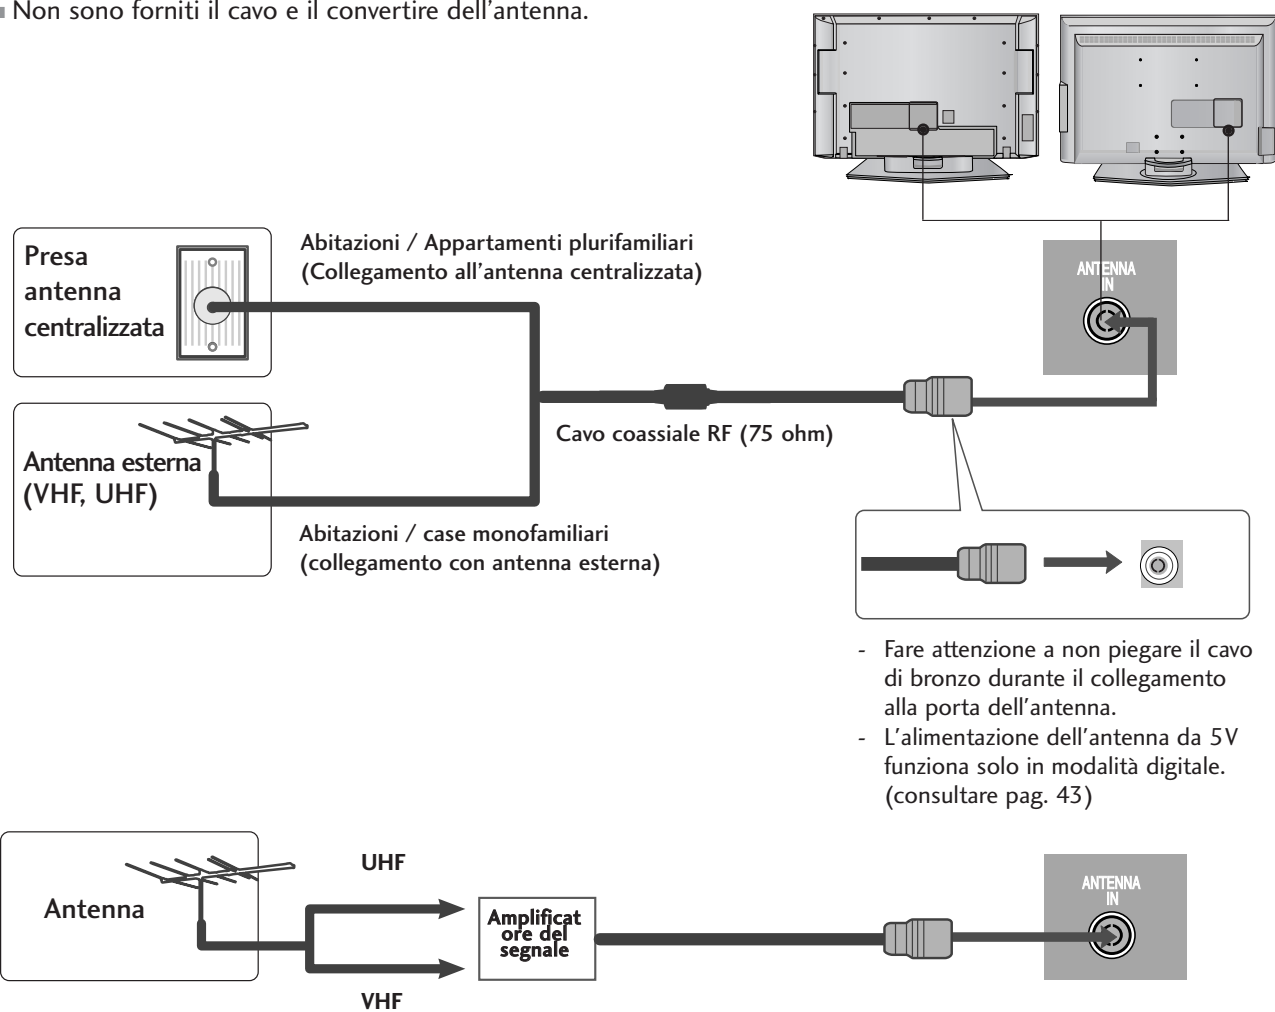 Non sono forniti il cavo e il convertire dell'antenna.
Presa
antenna
centralizzata
Abitazioni / Appartamenti plurifamiliari
(Collegamento all'antenna centralizzata)
ANTENNA
IN
Antenna esterna
(VHF, UHF)
Cavo coassiale RF (75 ohm)
Abitazioni / case monofamiliari
(collegamento con antenna esterna)
- Fare attenzione a non piegare il cavo
di bronzo durante il collegamento
alla porta dell'antenna.
- L'alimentazione dell'antenna da 5V
funziona solo in modalità digitale.
(consultare pag. 43)
Antenna
UHF
VHF
Amplificat
ore del
segnale
ANTENNA
IN